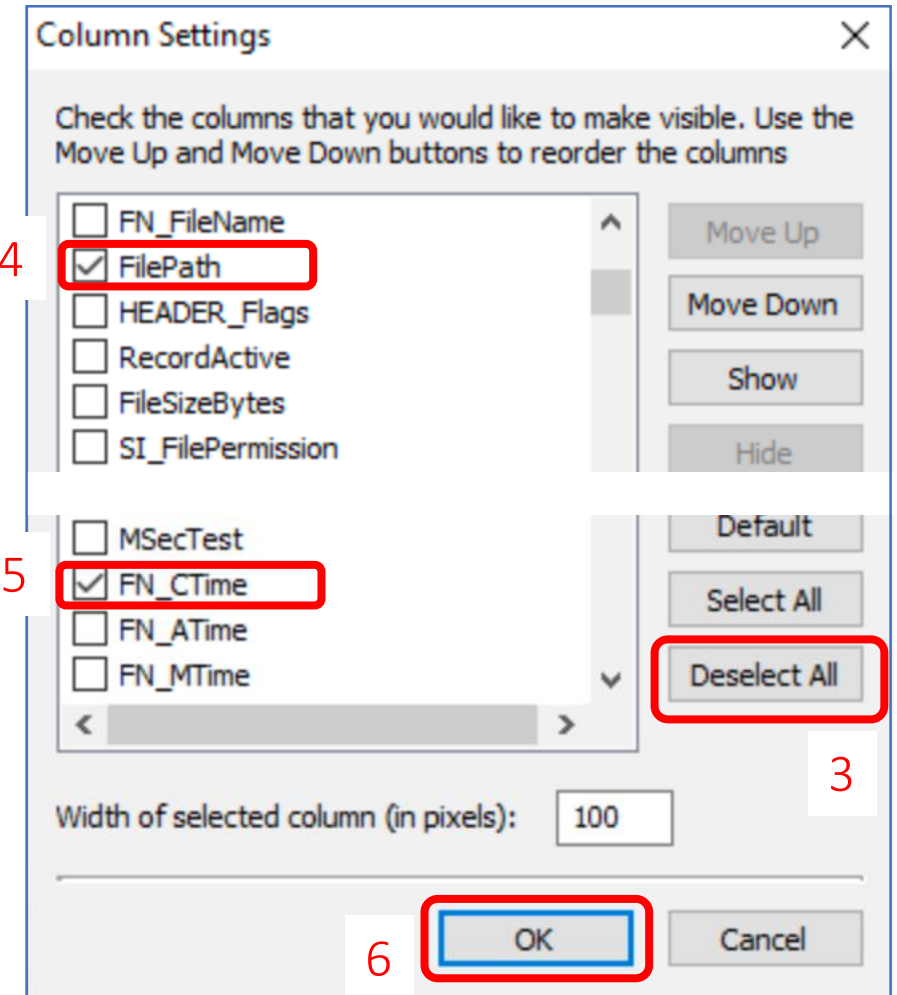 Column Settings
Check the columns that you would like to make visible. Use the
Move Up and Move Down buttons to reorder the columns
FN_FileName
4
FilePath
HEADER_Flags
RecordActive
FileSizeBytes
SI_FilePermission
Move Up
Move Down
Show
Hide
MSecTest
5
FN_CTime
FN_ATime
FN_MTime
Default
Select All
Deselect All
3
Width of selected column (in pixels):
100
6
OK
Cancel